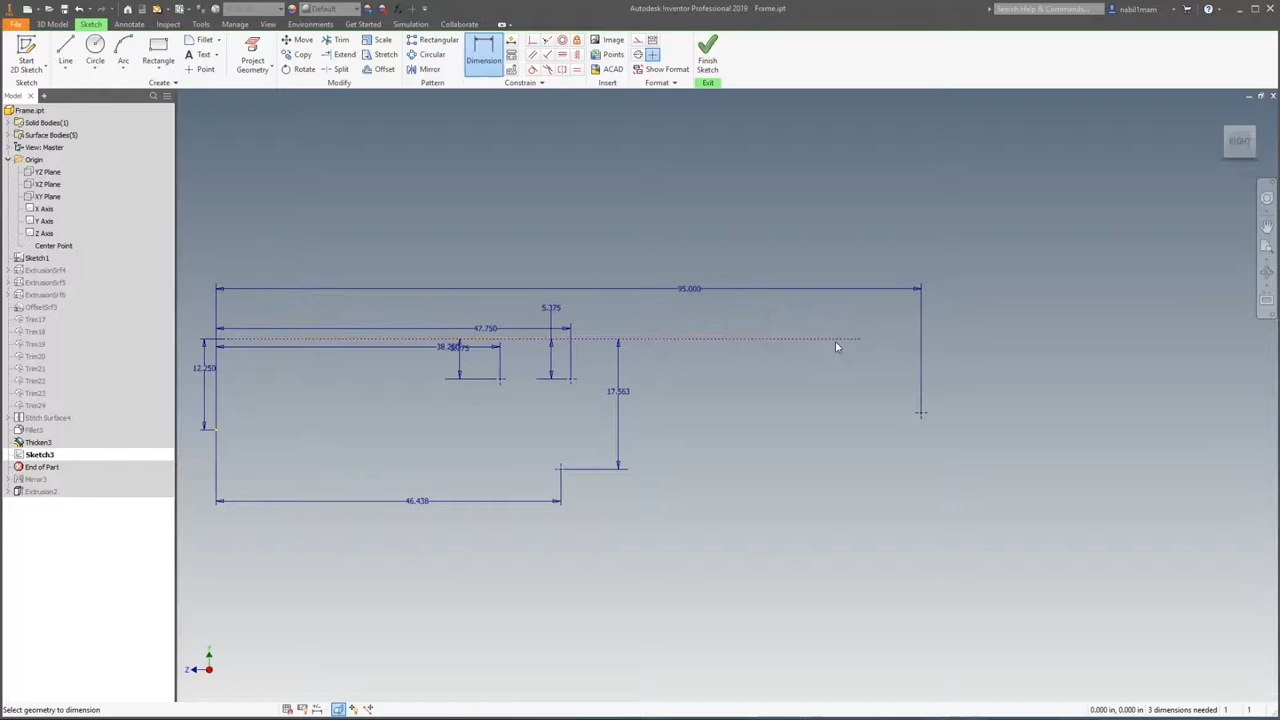 Default
Autodesk Inventor Professional 2019 Frame.ipt
Search Help & Commands...
nabil1mam
File 3D Model Sketch Annotate Inspect Tools Manage View Environments Get Started Simulation Collaborate
Start
2D Sketch
Line
Circle
Arc
Rectangle
Fillet
Text
Point
Project
Geometry
Move
Copy
Rotate
Trim
Extend
Split
Scale
Stretch
Offset
Rectangular
Circular
Mirror
Dimension
Image
Points
ACAD
Show Format
Finish
Sketch
Sketch Create Modify Pattern Constrain Insert Format Exit
Model
Frame.ipt
Solid Bodies(1)
Surface Bodies(5)
View: Master
Origin
YZ Plane
XZ Plane
XY Plane
X Axis
Y Axis
Z Axis
Center Point
Sketch1
ExtrusionSrf4
ExtrusionSrf5
ExtrusionSrf6
OffsetSrf3
Trim17
Trim18
Trim19
Trim20
Trim21
Trim22
Trim23
Trim24
Stitch Surface4
Fillet3
Thicken3
Sketch3
End of Part
Mirror3
Extrusion2
RIGHT
95.000
5.375
47.750
12.250
17.563
46.438
Z
Select geometry to dimension
0.000 in, 0.000 in 3 dimensions needed 1 1